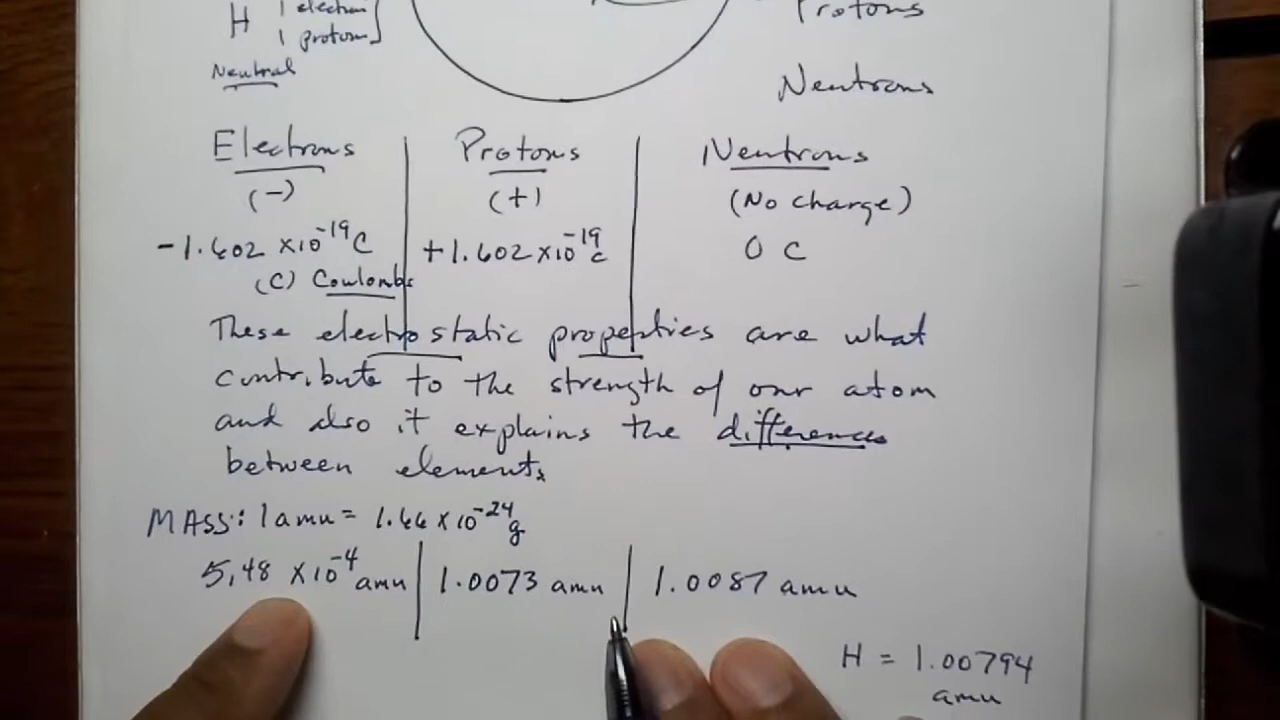 H 1 electron
1 proton
Neutral
Protons
Neutrons
Electrons Protons Neutrons
(-) (+) (No charge)
-1.602 x10^-19 C +1.602 x10^-19 C 0 C
(C) Coulombs
These electrostatic properties are what
contribute to the strength of our atom
and also it explains the differences
between elements.
MASS: 1 amu = 1.66 x 10^-24 g
5.48 x10^-4 amu 1.0073 amu 1.0087 amu
H = 1.00794
amu